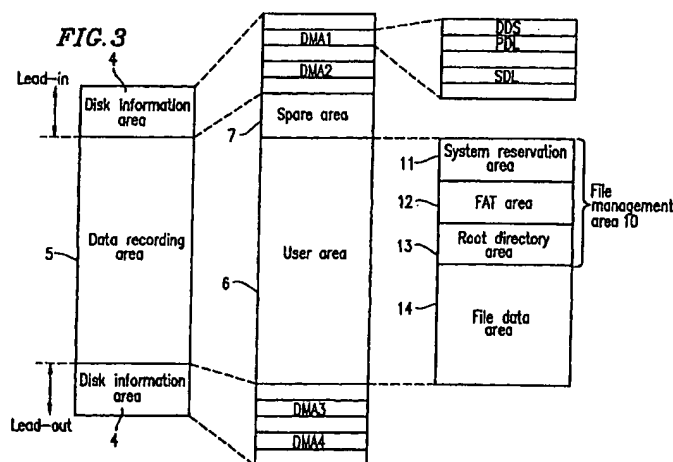 FIG. 3
Lead-in
4
Disk information
area
5
Data recording
area
Disk information
area
4
Lead-out
DMA1
DMA2
7
Spare area
6
User area
DMA3
DMA4
DDS
PDL
SDL
11
System reservation
area
12
FAT area
13
Root directory
area
14
File data
area
File
management
area 10